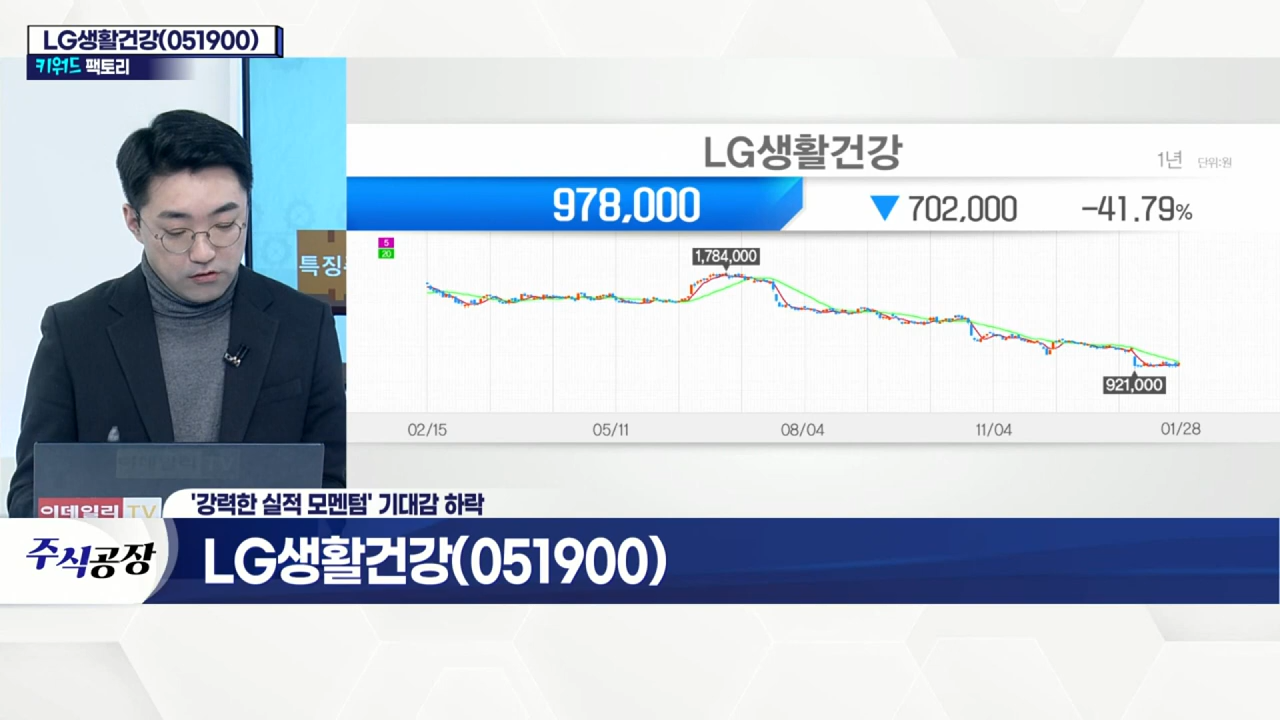 LG생활건강(051900)
키워드 팩토리
LG생활건강
1년 단위:원
978,000
▼ 702,000 -41.79%
5
20
1,784,000
921,000
02/15 05/11 08/04 11/04 01/28
특징
이데일리 TV
'강력한 실적 모멘텀' 기대감 하락
주식공장
LG생활건강(051900)